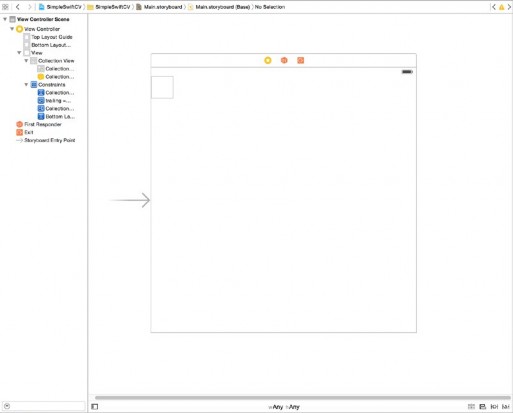 SimpleSwiftCV SimpleSwiftCV Main.storyboard Main.storyboard (Base) No Selection
View Controller Scene
View Controller
Top Layout Guide
Bottom Layout...
View
Collection View
Collection...
Collection...
Constraints
Collection...
trailing =...
Collection...
Bottom La...
First Responder
Exit
Storyboard Entry Point
wAny hAny